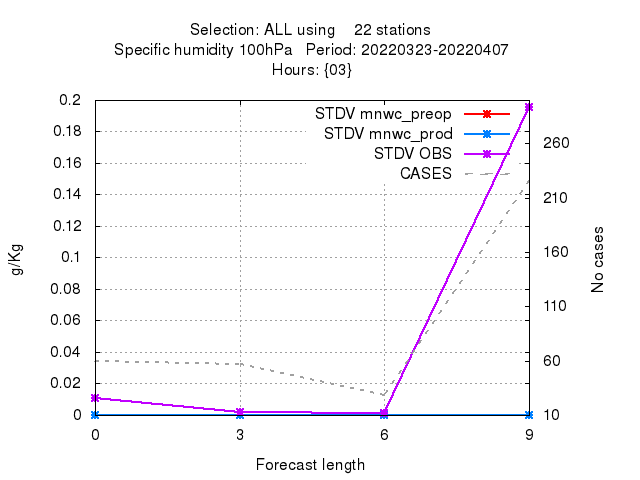 Selection: ALL using    22 stations
Specific humidity 100hPa   Period: 20220323-20220407
Hours: {03}
STDV mnwc_preop
STDV mnwc_prod
STDV OBS
CASES
0.2
0.18
0.16
0.14
0.12
0.1
0.08
0.06
0.04
0.02
0
g/Kg
260
210
160
110
60
10
No cases
0 3 6 9
Forecast length